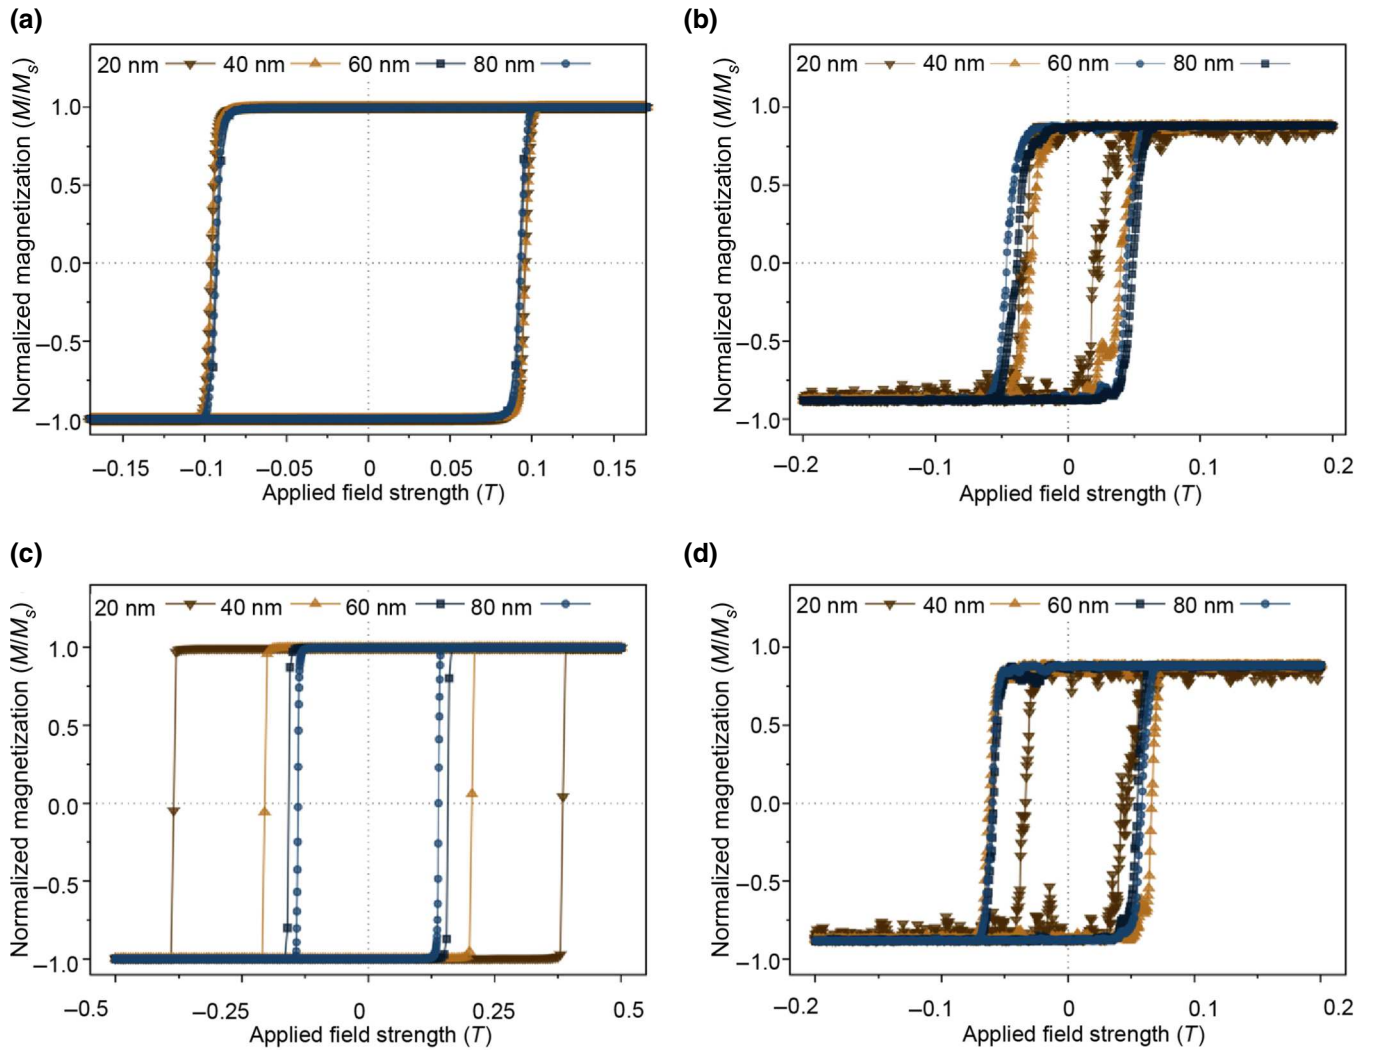 (a)
20 nm 40 nm 60 nm 80 nm
Normalized magnetization (M/Ms)
1.0
0.5
0.0
–0.5
–1.0
–0.15 –0.1 –0.05 0 0.05 0.1 0.15
Applied field strength (T)
(b)
20 nm 40 nm 60 nm 80 nm
Normalized magnetization (M/Ms)
1.0
0.5
0.0
–0.5
–1.0
–0.2 –0.1 0 0.1 0.2
Applied field strength (T)
(c)
20 nm 40 nm 60 nm 80 nm
Normalized magnetization (M/Ms)
1.0
0.5
0.0
–0.5
–1.0
–0.5 –0.25 0 0.25 0.5
Applied field strength (T)
(d)
20 nm 40 nm 60 nm 80 nm
Normalized magnetization (M/Ms)
1.0
0.5
0.0
–0.5
–1.0
–0.2 –0.1 0 0.1 0.2
Applied field strength (T)